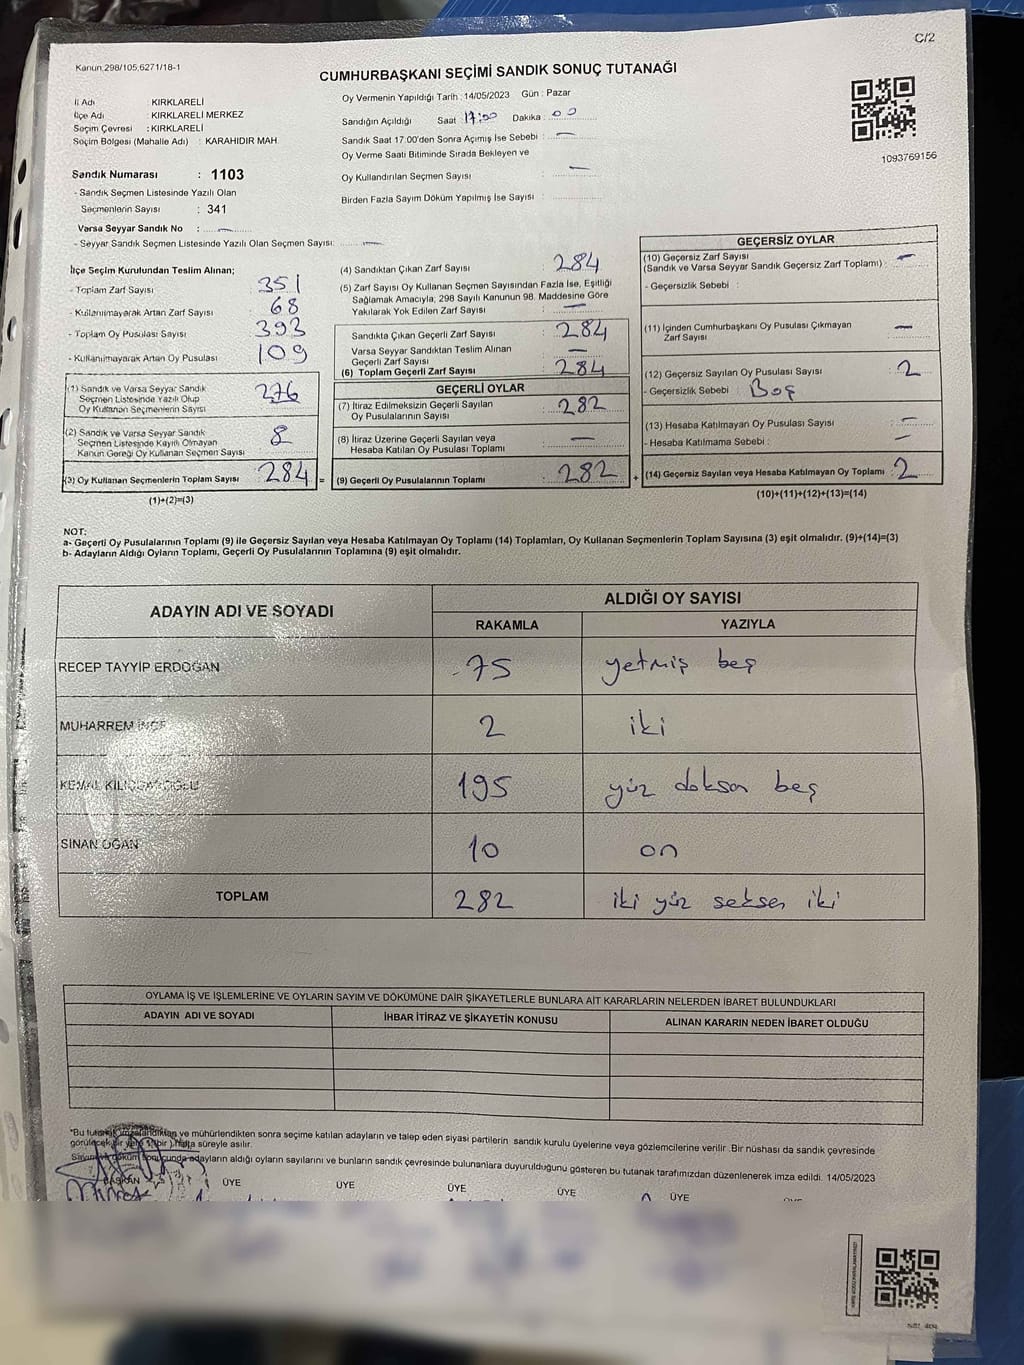 C/2
Kanun:298/105,6271/18-1
CUMHURBAŞKANI SEÇİMİ SANDIK SONUÇ TUTANAĞI
İl Adı : KIRKLARELİ
İlçe Adı : KIRKLARELİ MERKEZ
Seçim Çevresi : KIRKLARELİ
Seçim Bölgesi (Mahalle Adı) : KARAHIDIR MAH
Oy Vermenin Yapıldığı Tarih :14/05/2023 Gün : Pazar
Sandığın Açıldığı Saat :17:00 Dakika : 00
Sandık Saat 17.00'den Sonra Açımış İse Sebebi : —
Oy Verme Saati Bitiminde Sırada Bekleyen ve
Oy Kullandırılan Seçmen Sayısı : —
Birden Fazla Sayım Döküm Yapılmış İse Sayısı :
1093769156
Sandık Numarası : 1103
- Sandık Seçmen Listesinde Yazılı Olan
Seçmenlerin Sayısı : 341
Varsa Seyyar Sandık No : —
- Seyyar Sandık Seçmen Listesinde Yazılı Olan Seçmen Sayısı: —
İlçe Seçim Kurulundan Teslim Alınan;
- Toplam Zarf Sayısı : 351
- Kullanılmayarak Artan Zarf Sayısı : 68
- Toplam Oy Pusulası Sayısı : 393
- Kullanılmayarak Artan Oy Pusulası : 109
(1) Sandık ve Varsa Seyyar Sandık
Seçmen Listesinde Yazılı Olup
Oy Kullanan Seçmenlerin Sayısı : 276
(2) Sandık ve Varsa Seyyar Sandık
Seçmen Listesinde Kayıtlı Olmayan
Kanun Gereği Oy Kullanan Seçmen Sayısı : 8
(3) Oy Kullanan Seçmenlerin Toplam Sayısı : 284 =
(1)+(2)=(3)
(4) Sandıktan Çıkan Zarf Sayısı : 284
(5) Zarf Sayısı Oy Kullanan Seçmen Sayısından Fazla İse, Eşitliği
Sağlamak Amacıyla, 298 Sayılı Kanunun 98. Maddesine Göre
Yakılarak Yok Edilen Zarf Sayısı : —
Sandıkta Çıkan Geçerli Zarf Sayısı : 284
Varsa Seyyar Sandıktan Teslim Alınan
Geçerli Zarf Sayısı : —
(6) Toplam Geçerli Zarf Sayısı : 284
GEÇERLİ OYLAR
(7) İtiraz Edilmeksizin Geçerli Sayılan
Oy Pusulalarının Sayısı : 282
(8) İtiraz Üzerine Geçerli Sayılan veya
Hesaba Katılan Oy Pusulası Toplamı : —
(9) Geçerli Oy Pusulalarının Toplamı : 282 +
GEÇERSİZ OYLAR
(10) Geçersiz Zarf Sayısı
(Sandık ve Varsa Seyyar Sandık Geçersiz Zarf Toplamı) : —
- Geçersizlik Sebebi :
(11) İçinden Cumhurbaşkanı Oy Pusulası Çıkmayan
Zarf Sayısı : —
(12) Geçersiz Sayılan Oy Pusulası Sayısı : 2
- Geçersizlik Sebebi : Boş
(13) Hesaba Katılmayan Oy Pusulası Sayısı : —
- Hesaba Katılmama Sebebi : —
(14) Geçersiz Sayılan veya Hesaba Katılmayan Oy Toplamı : 2
(10)+(11)+(12)+(13)=(14)
NOT:
a- Geçerli Oy Pusulalarının Toplamı (9) ile Geçersiz Sayılan veya Hesaba Katılmayan Oy Toplamı (14) Toplamları, Oy Kullanan Seçmenlerin Toplam Sayısına (3) eşit olmalıdır. (9)+(14)=(3)
b- Adayların Aldığı Oyların Toplamı, Geçerli Oy Pusulalarının Toplamına (9) eşit olmalıdır.
ADAYIN ADI VE SOYADI ALDIĞI OY SAYISI
RAKAMLA YAZIYLA
RECEP TAYYİP ERDOĞAN 75 yetmiş beş
MUHARREM İNCE 2 iki
KEMAL KILIÇDAROĞLU 195 yüz doksan beş
SİNAN OĞAN 10 on
TOPLAM 282 iki yüz seksen iki
OYLAMA İŞ VE İŞLEMLERİNE VE OYLARIN SAYIM VE DÖKÜMÜNE DAİR ŞİKAYETLERLE BUNLARA AİT KARARLARIN NELERDEN İBARET BULUNDUKLARI
ADAYIN ADI VE SOYADI İHBAR İTİRAZ VE ŞİKAYETİN KONUSU ALINAN KARARIN NEDEN İBARET OLDUĞU
*Bu tutanak imzalandıktan ve mühürlendikten sonra seçime katılan adayların ve talep eden siyasi partilerin sandık kurulu üyelerine veya gözlemcilerine verilir .Bir nüshası da sandık çevresinde
görülecek bir yere 1 (bir ) hafta süreyle asılır.
Sayım ve döküm sonucunda adayların aldığı oyların sayılarını ve bunların sandık çevresinde bulunanlara duyurulduğunu gösteren bu tutanak tarafımızdan düzenlenerek imza edildi. 14/05/2023
BAŞKAN ÜYE ÜYE ÜYE ÜYE ÜYE